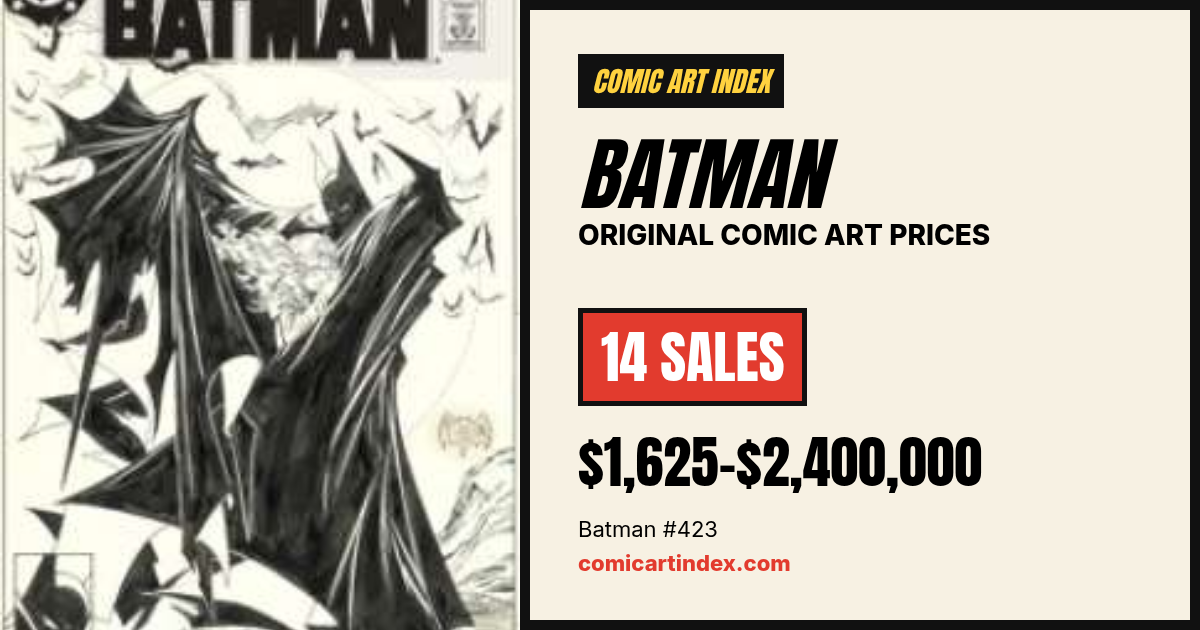 BATMAN
COMIC ART INDEX
BATMAN
ORIGINAL COMIC ART PRICES
14 SALES
$1,625-$2,400,000
Batman #423
comicartindex.com